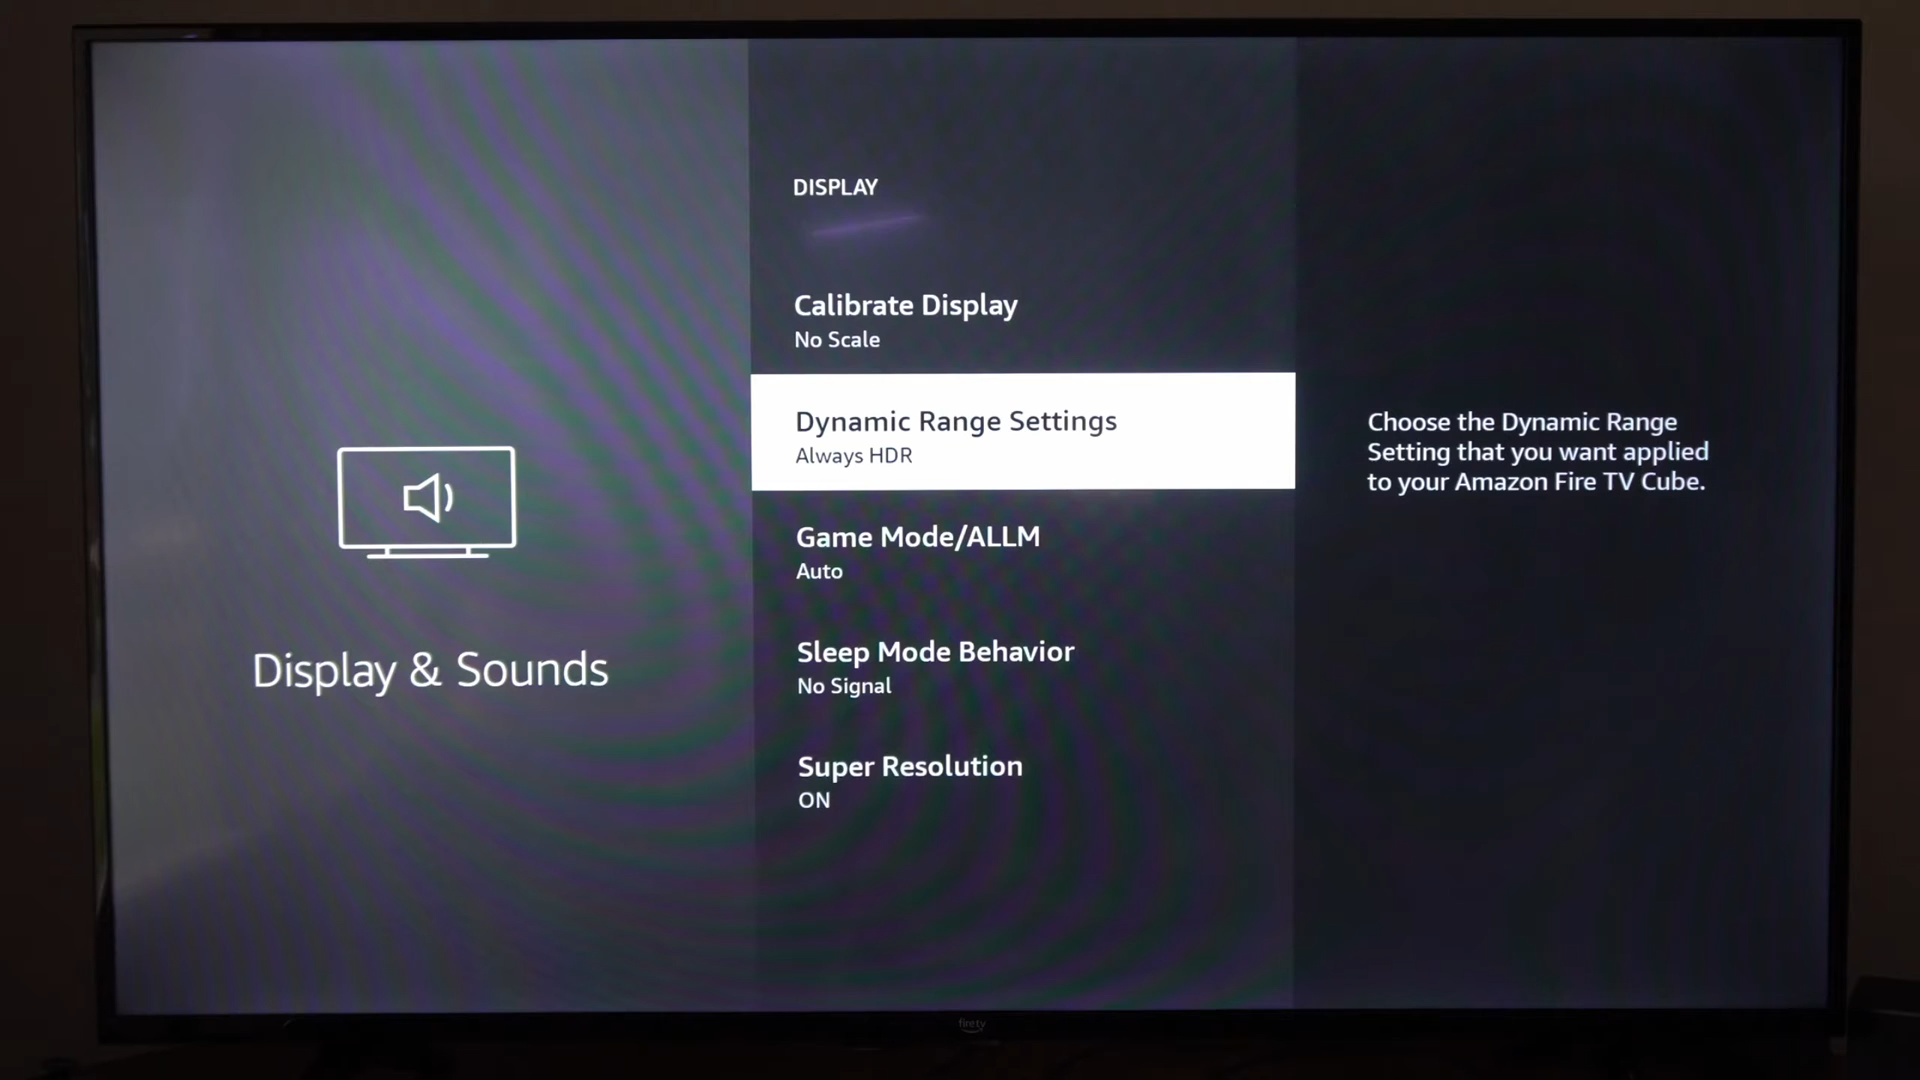 DISPLAY
Calibrate Display
No Scale
Dynamic Range Settings
Always HDR
Game Mode/ALLM
Auto
Sleep Mode Behavior
No Signal
Super Resolution
ON
Display & Sounds
Choose the Dynamic Range
Setting that you want applied
to your Amazon Fire TV Cube.
firetv